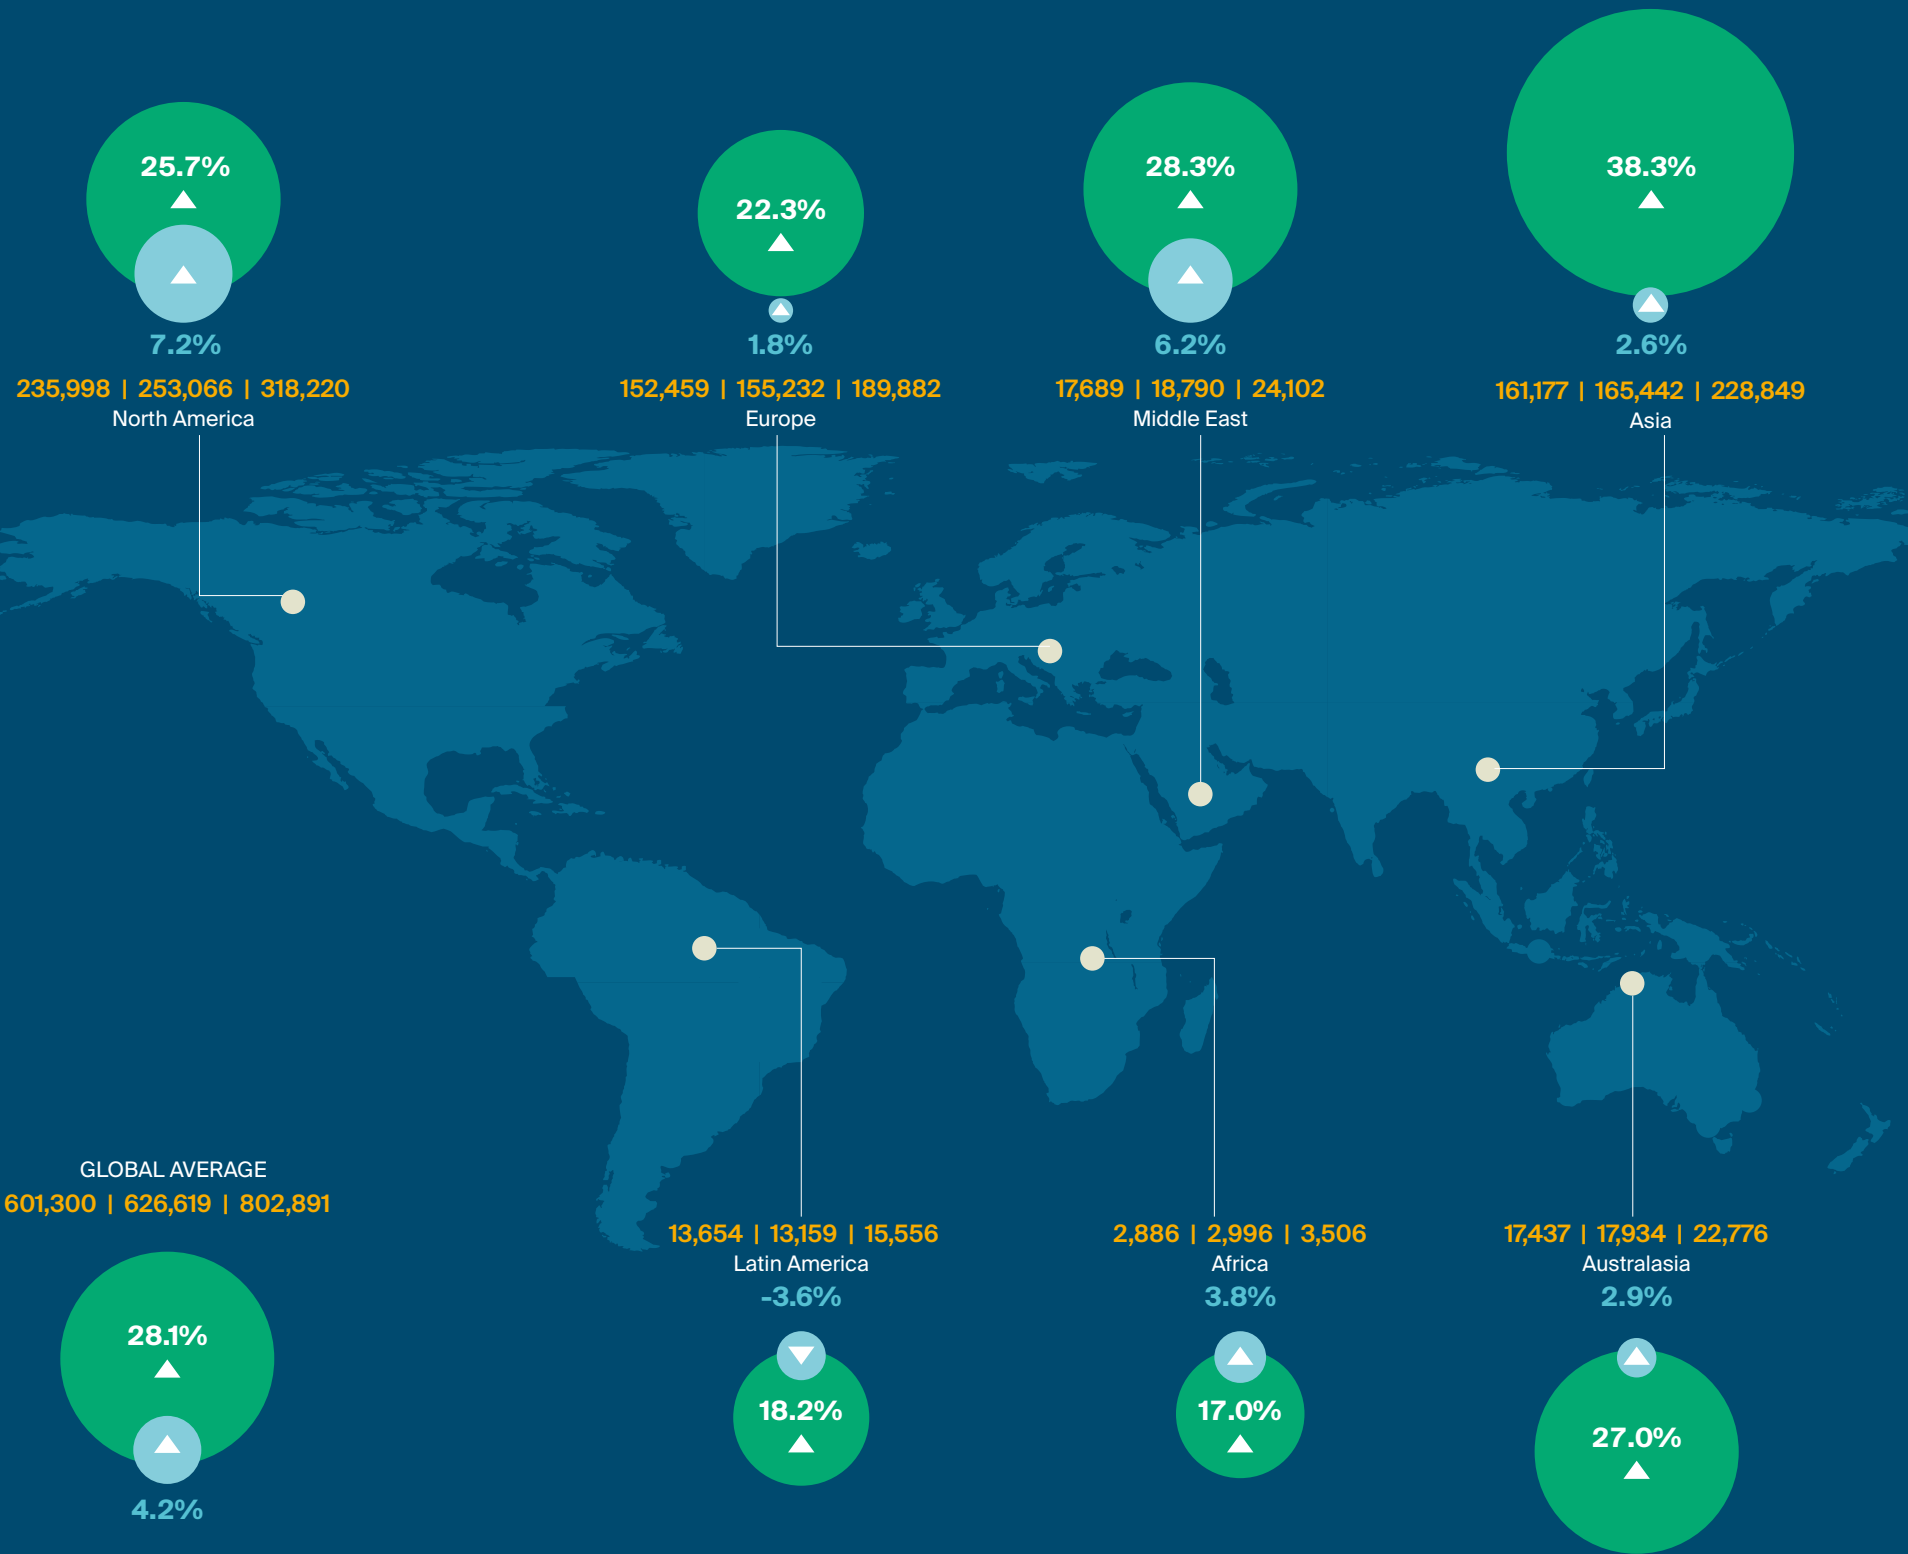 25.7%
7.2%
235,998 | 253,066 | 318,220
North America
22.3%
1.8%
152,459 | 155,232 | 189,882
Europe
28.3%
6.2%
17,689 | 18,790 | 24,102
Middle East
38.3%
2.6%
161,177 | 165,442 | 228,849
Asia
GLOBAL AVERAGE
601,300 | 626,619 | 802,891
28.1%
4.2%
13,654 | 13,159 | 15,556
Latin America
-3.6%
18.2%
2,886 | 2,996 | 3,506
Africa
3.8%
17.0%
17,437 | 17,934 | 22,776
Australasia
2.9%
27.0%